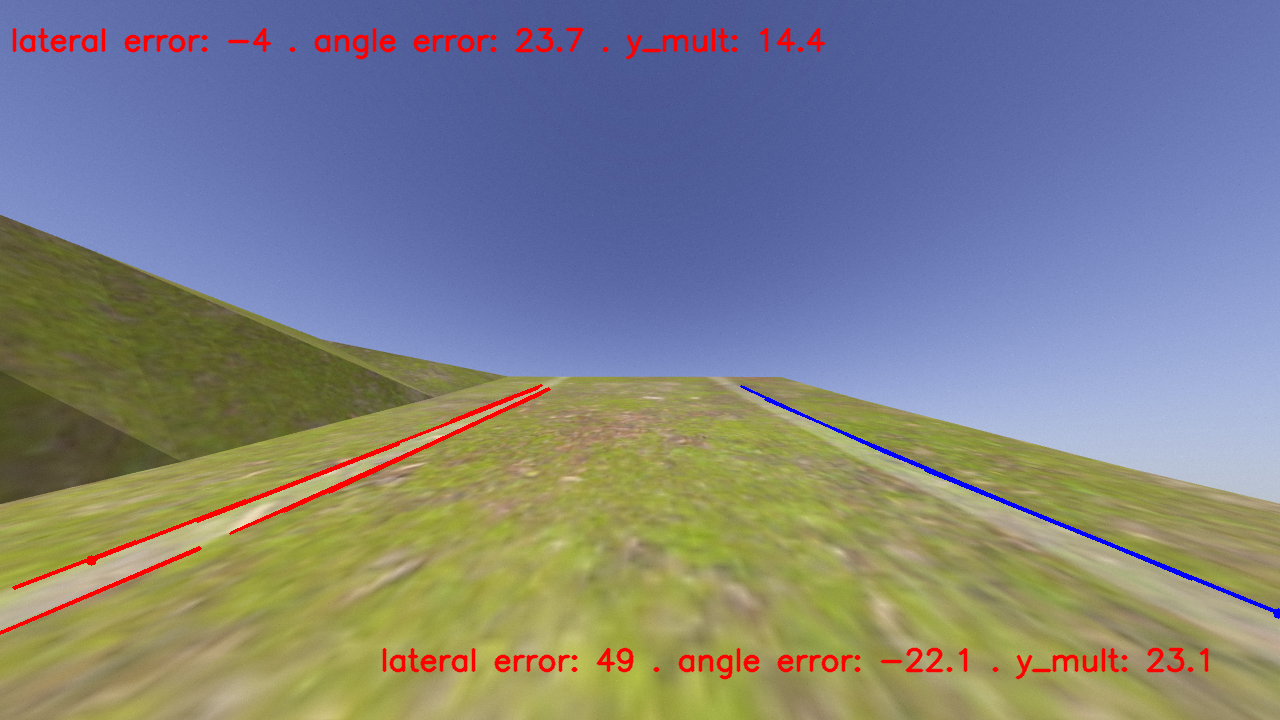 lateral error: -4 . angle error: 23.7 . y_mult: 14.4
lateral error: 49 . angle error: -22.1 . y_mult: 23.1